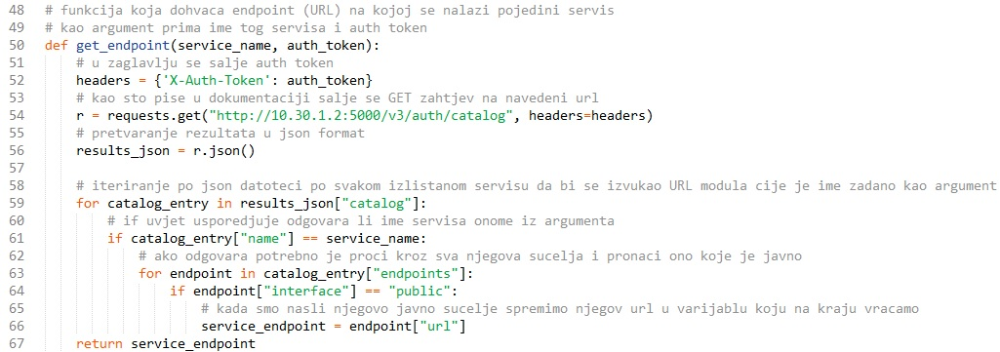 48 # funkcija koja dohvaca endpoint (URL) na kojoj se nalazi pojedini servis
49 # kao argument prima ime tog servisa i auth token
50 def get_endpoint(service_name, auth_token):
51     # u zaglavlju se salje auth token
52     headers = {'X-Auth-Token': auth_token}
53     # kao sto pise u dokumentaciji salje se GET zahtjev na navedeni url
54     r = requests.get("http://10.30.1.2:5000/v3/auth/catalog", headers=headers)
55     # pretvaranje rezultata u json format
56     results_json = r.json()
57
58     # iteriranje po json datoteci po svakom izlistanom servisu da bi se izvukao URL modula cije je ime zadano kao argument
59     for catalog_entry in results_json["catalog"]:
60         # if uvjet usporedjuje odgovara li ime servisa onome iz argumenta
61         if catalog_entry["name"] == service_name:
62             # ako odgovara potrebno je proci kroz sva njegova sucelja i pronaci ono koje je javno
63             for endpoint in catalog_entry["endpoints"]:
64                 if endpoint["interface"] == "public":
65                     # kada smo nasli njegovo javno sucelje spremimo njegov url u varijablu koju na kraju vracamo
66                     service_endpoint = endpoint["url"]
67     return service_endpoint